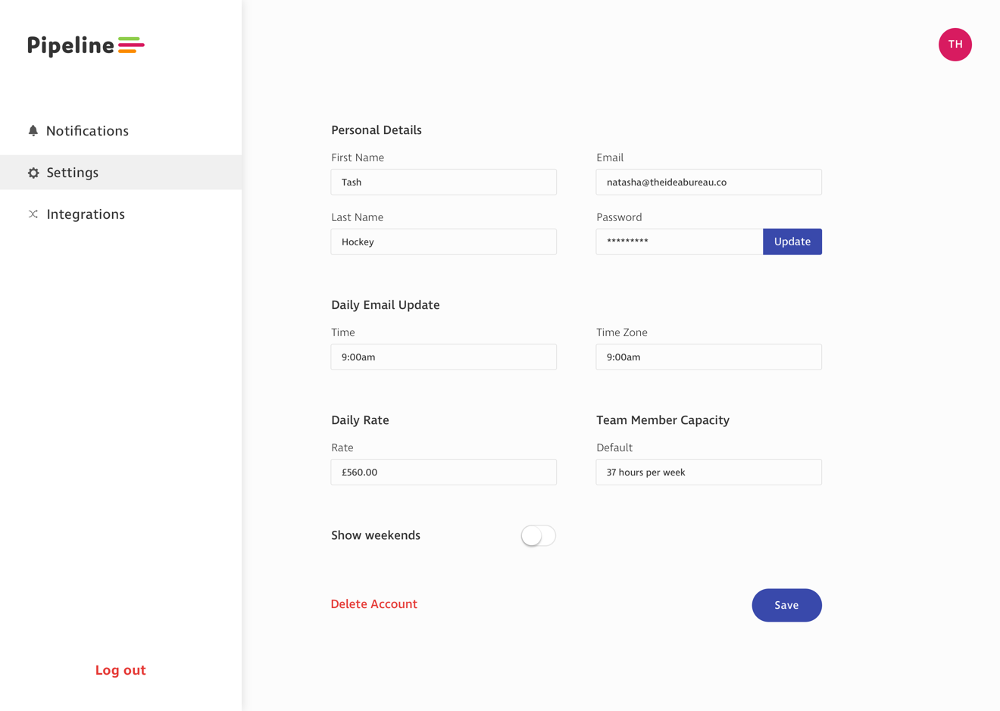 Pipeline
TH
Notifications
Settings
Integrations
Personal Details
First Name
Email
Tash
natasha@theideabureau.co
Last Name
Password
Hockey
*********
Update
Daily Email Update
Time
Time Zone
9:00am
9:00am
Daily Rate
Team Member Capacity
Rate
Default
£560.00
37 hours per week
Show weekends
Delete Account
Save
Log out